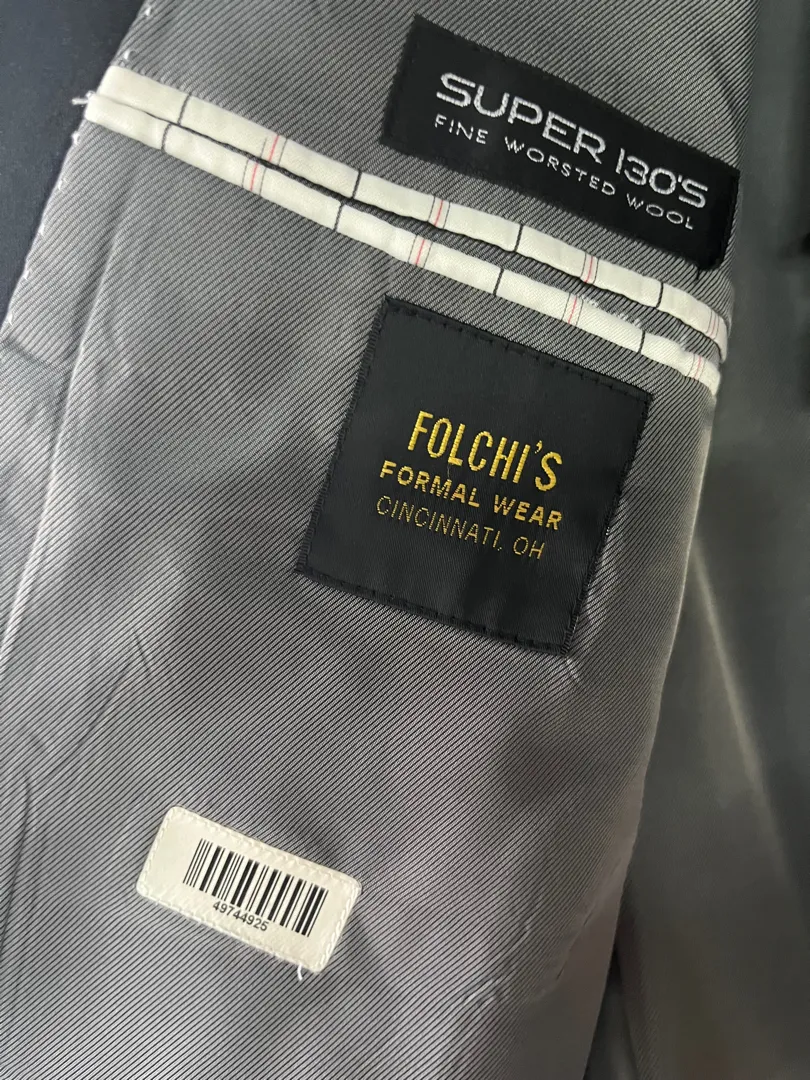 SUPER 130'S
FINE WORSTED WOOL
FOLCHI'S
FORMAL WEAR
CINCINNATI, OH
49744925